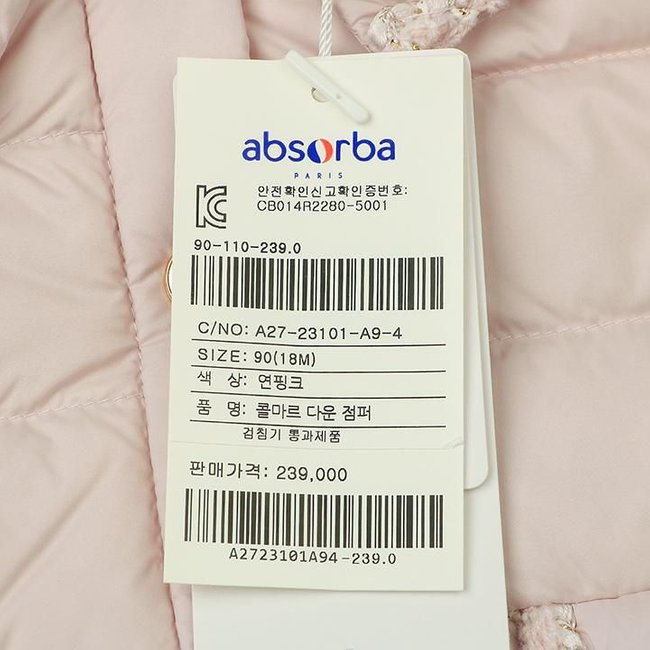 absorba
PARIS
안전확인신고확인증번호:
CB014R2280-5001
90-110-239.0
C/NO: A27-23101-A9-4
SIZE: 90(18M)
색 상: 연핑크
품 명: 콜마르 다운 점퍼
검침기 통과제품
판매가격: 239,000
A2723101A94-239.0